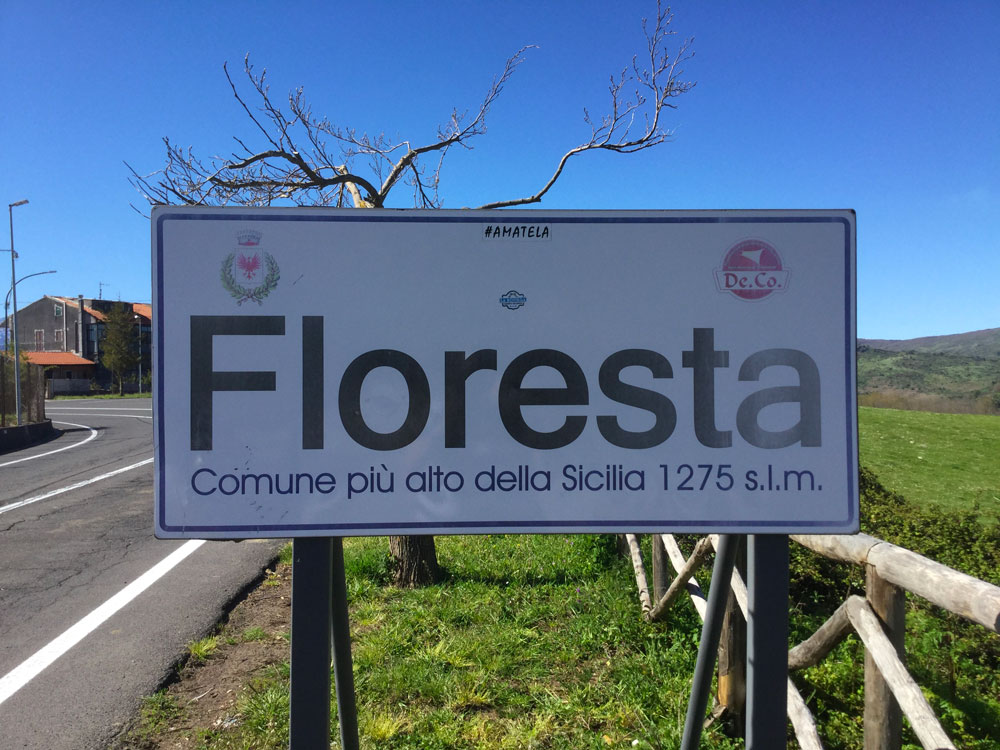 #AMATELA
De.Co.
Floresta
Comune più alto della Sicilia 1275 s.l.m.